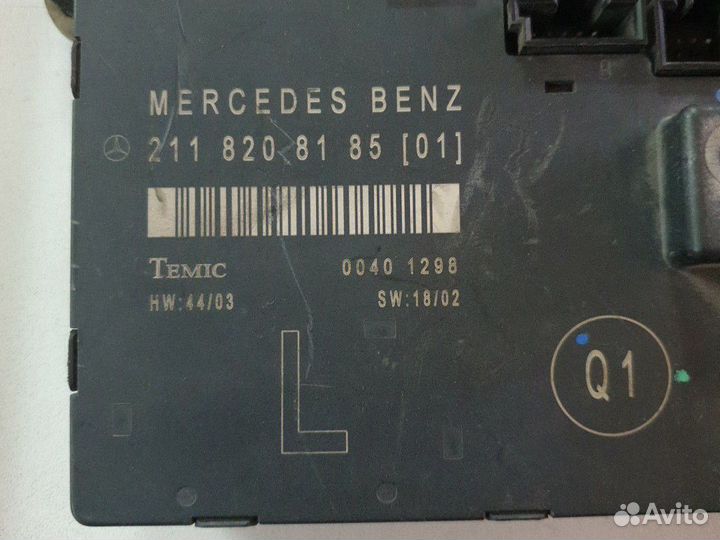 MERCEDES BENZ
211 820 81 85 [01]
TEMIC 0040 1298
HW:44/03 SW:18/02
L
Q1
Avito